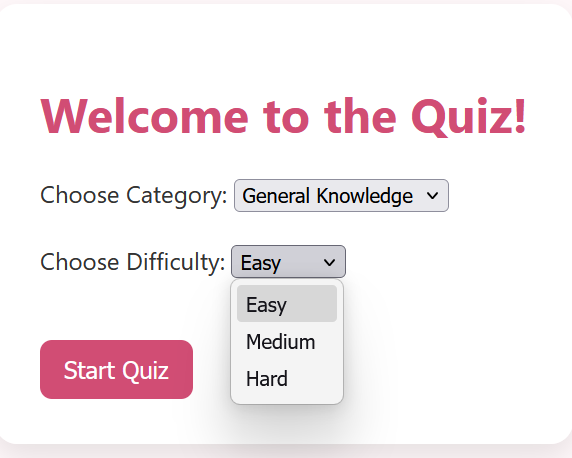 Welcome to the Quiz!
Choose Category: General Knowledge
Choose Difficulty: Easy
Easy
Medium
Hard
Start Quiz